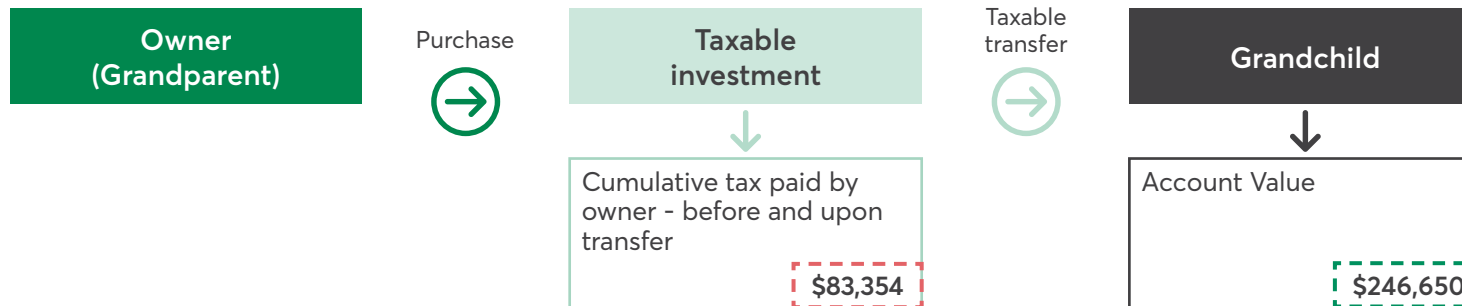 Owner
(Grandparent)
Purchase
Taxable
investment
Taxable
transfer
Grandchild
Cumulative tax paid by
owner - before and upon
transfer
$83,354
Account Value
$246,650